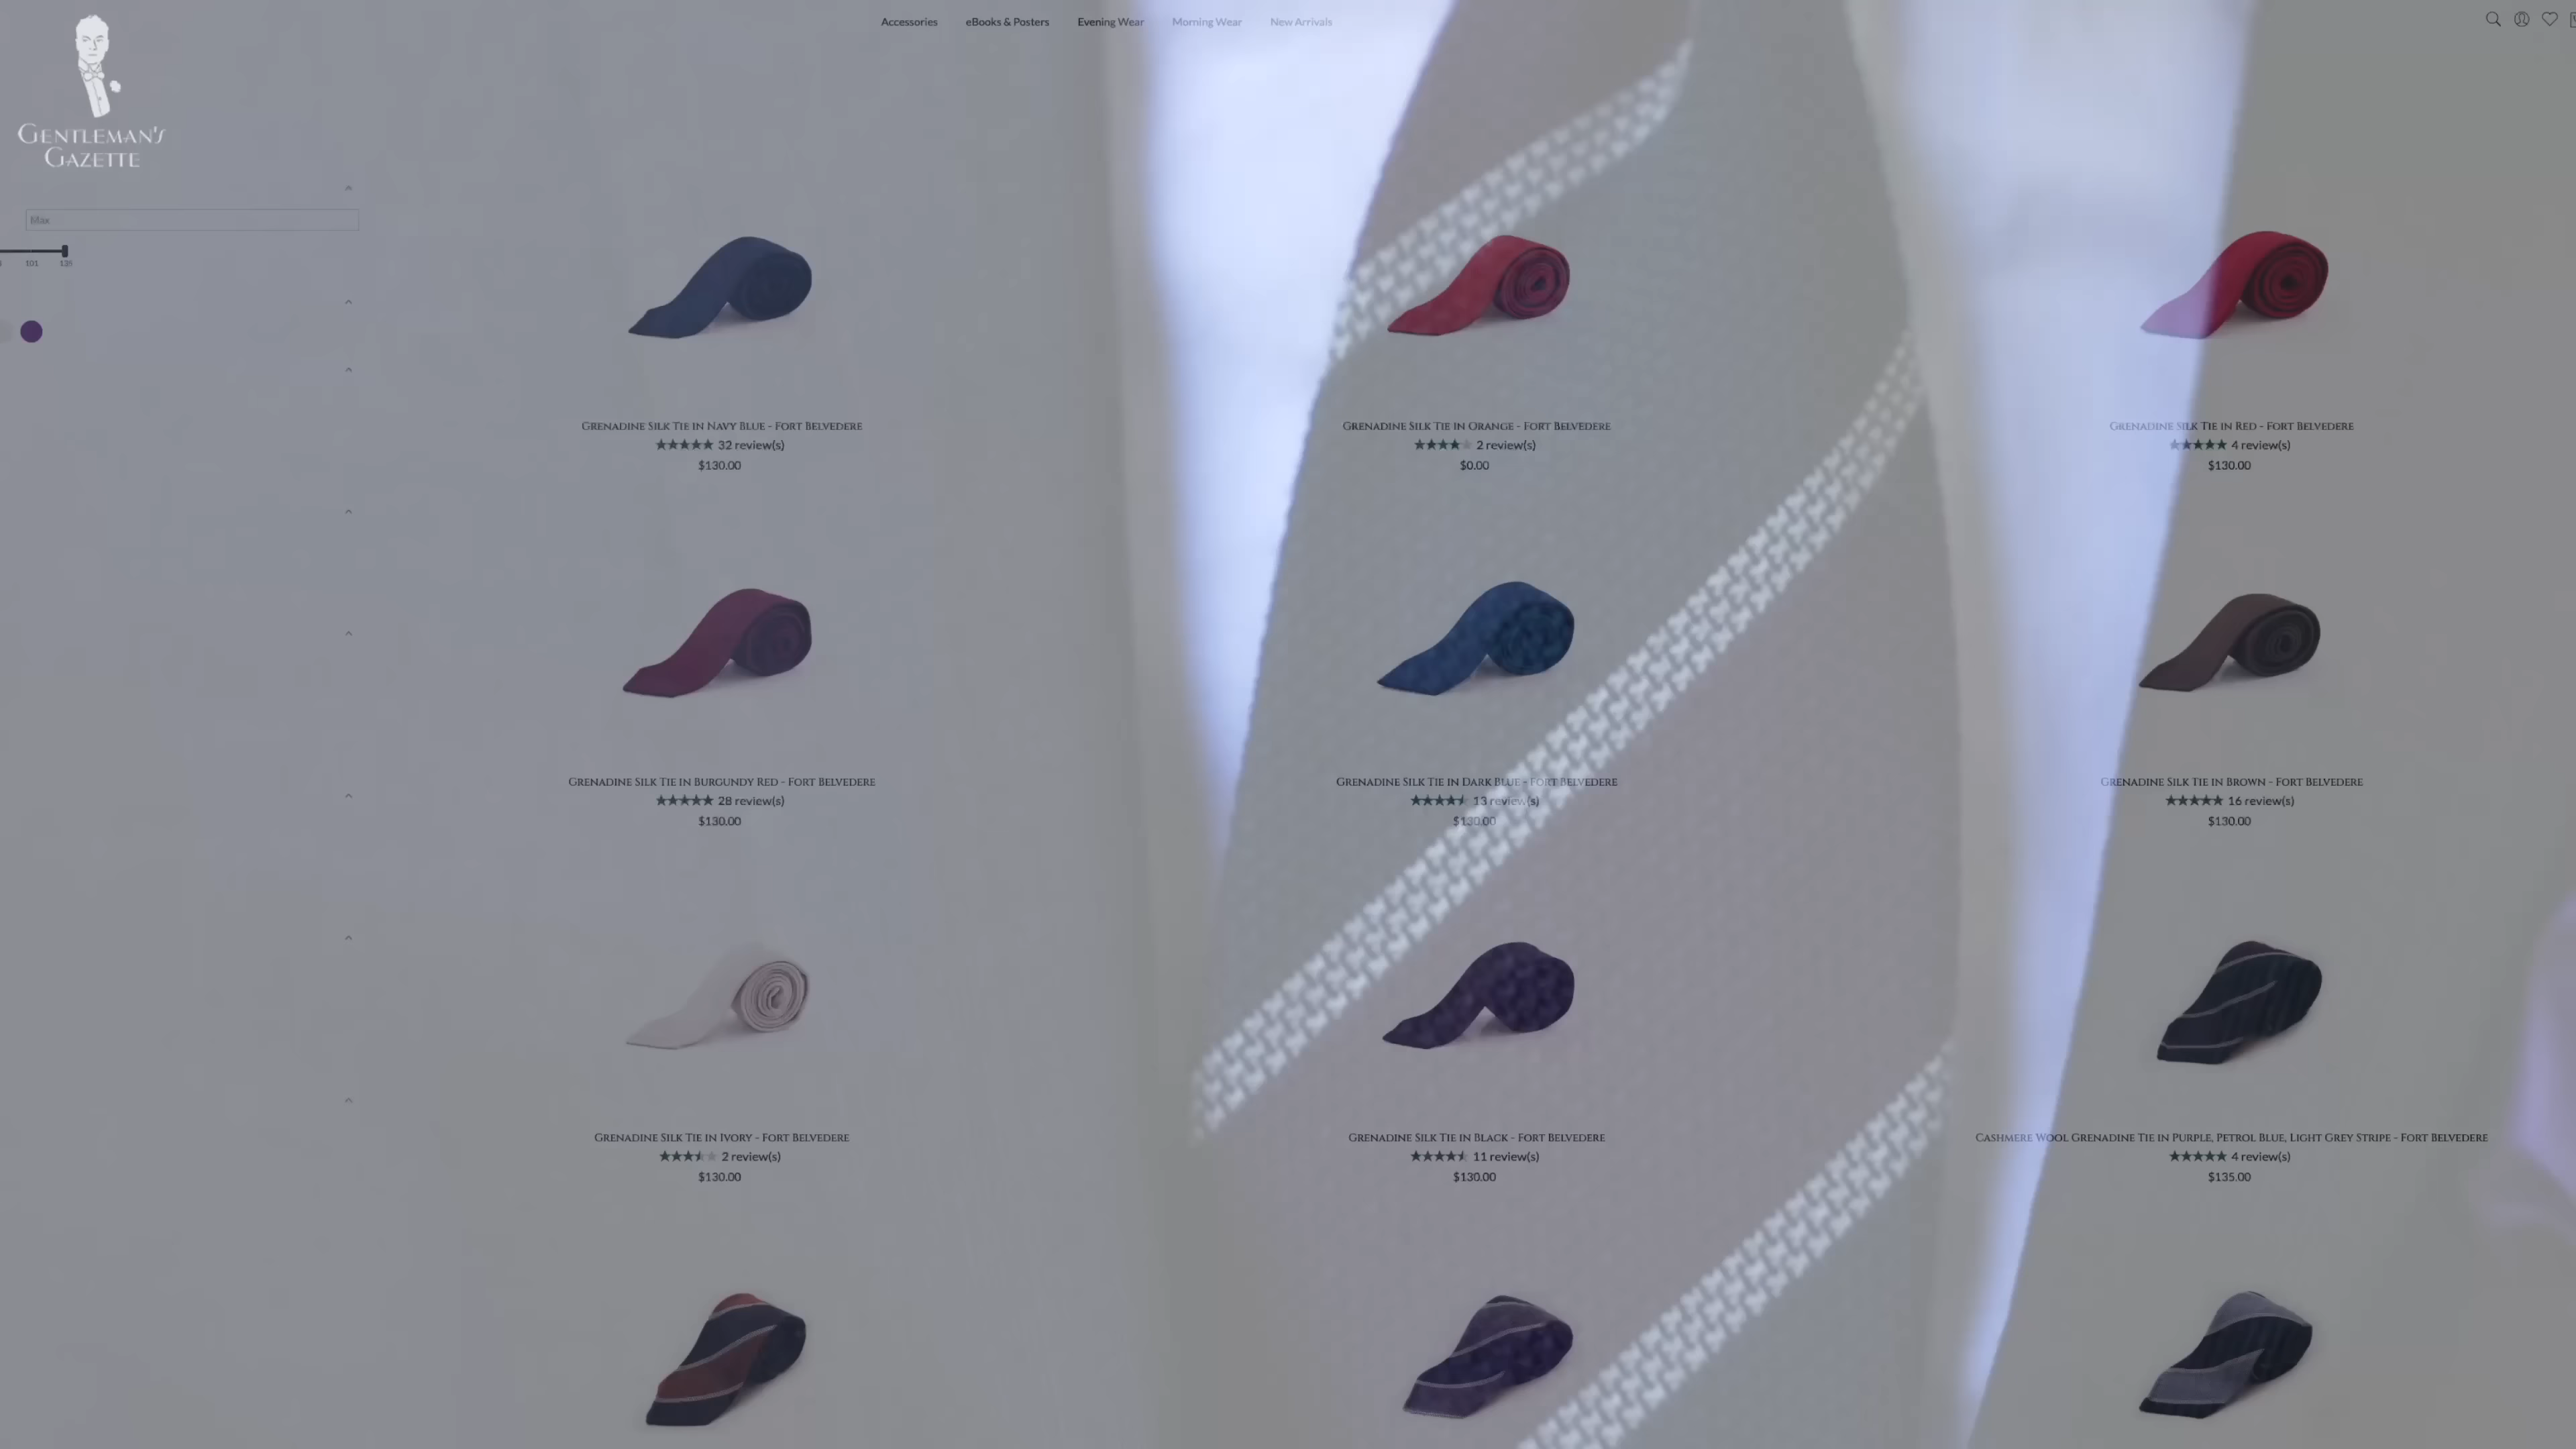 Accessories eBooks & Posters Evening Wear Morning Wear New Arrivals
GENTLEMAN'S
GAZETTE
Max
101 126
GRENADINE SILK TIE IN NAVY BLUE - FORT BELVEDERE
32 review(s)
$130.00
GRENADINE SILK TIE IN ORANGE - FORT BELVEDERE
2 review(s)
$0.00
GRENADINE SILK TIE IN RED - FORT BELVEDERE
4 review(s)
$130.00
GRENADINE SILK TIE IN BURGUNDY RED - FORT BELVEDERE
28 review(s)
$130.00
GRENADINE SILK TIE IN DARK BLUE - FORT BELVEDERE
13 review(s)
$130.00
GRENADINE SILK TIE IN BROWN - FORT BELVEDERE
16 review(s)
$130.00
GRENADINE SILK TIE IN IVORY - FORT BELVEDERE
2 review(s)
$130.00
GRENADINE SILK TIE IN BLACK - FORT BELVEDERE
11 review(s)
$130.00
CASHMERE WOOL GRENADINE TIE IN PURPLE, PETROL BLUE, LIGHT GREY STRIPE - FORT BELVEDERE
4 review(s)
$135.00